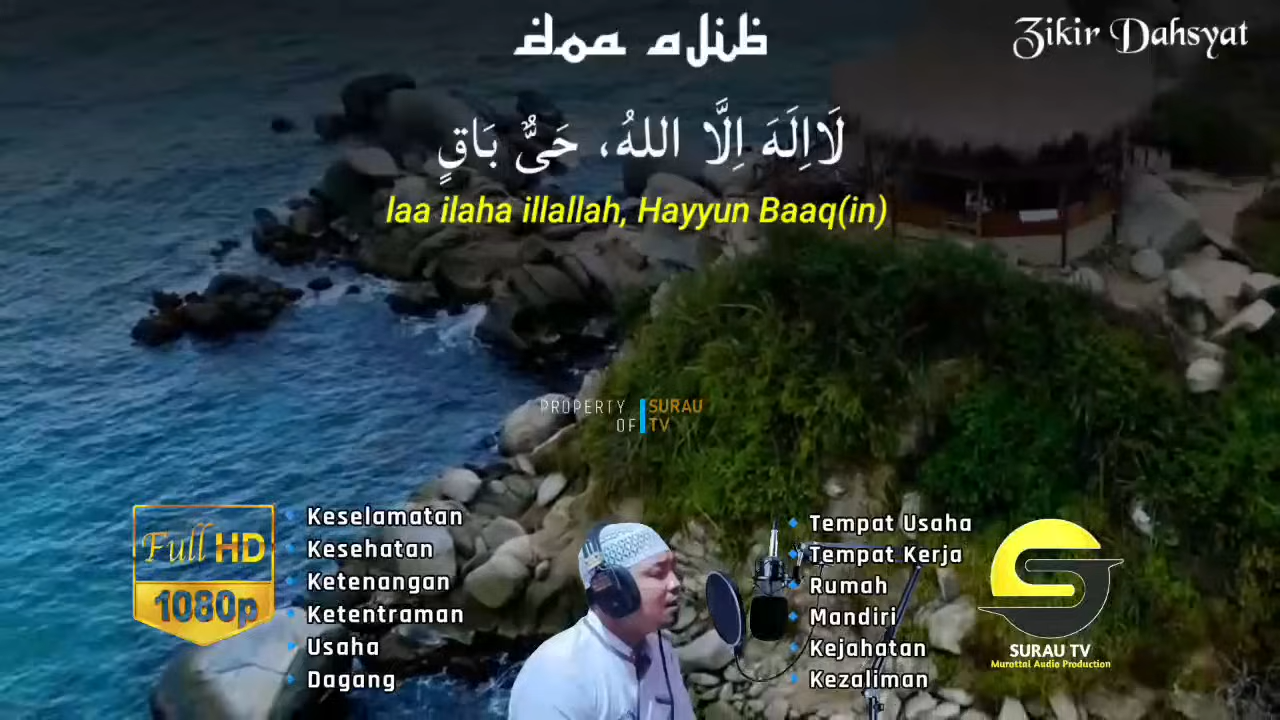 doa ajib
Zikir Dahsyat
لَااِلَهَ اِلَّا اللهُ، حَىٌّ بَاقٍ
laa ilaha illallah, Hayyun Baaq(in)
PROPERTY OF
SURAU TV
Full HD
1080p
Keselamatan
Kesehatan
Ketenangan
Ketentraman
Usaha
Dagang
Tempat Usaha
Tempat Kerja
Rumah
Mandiri
Kejahatan
Kezaliman
SURAU TV
Murottal Audio Production